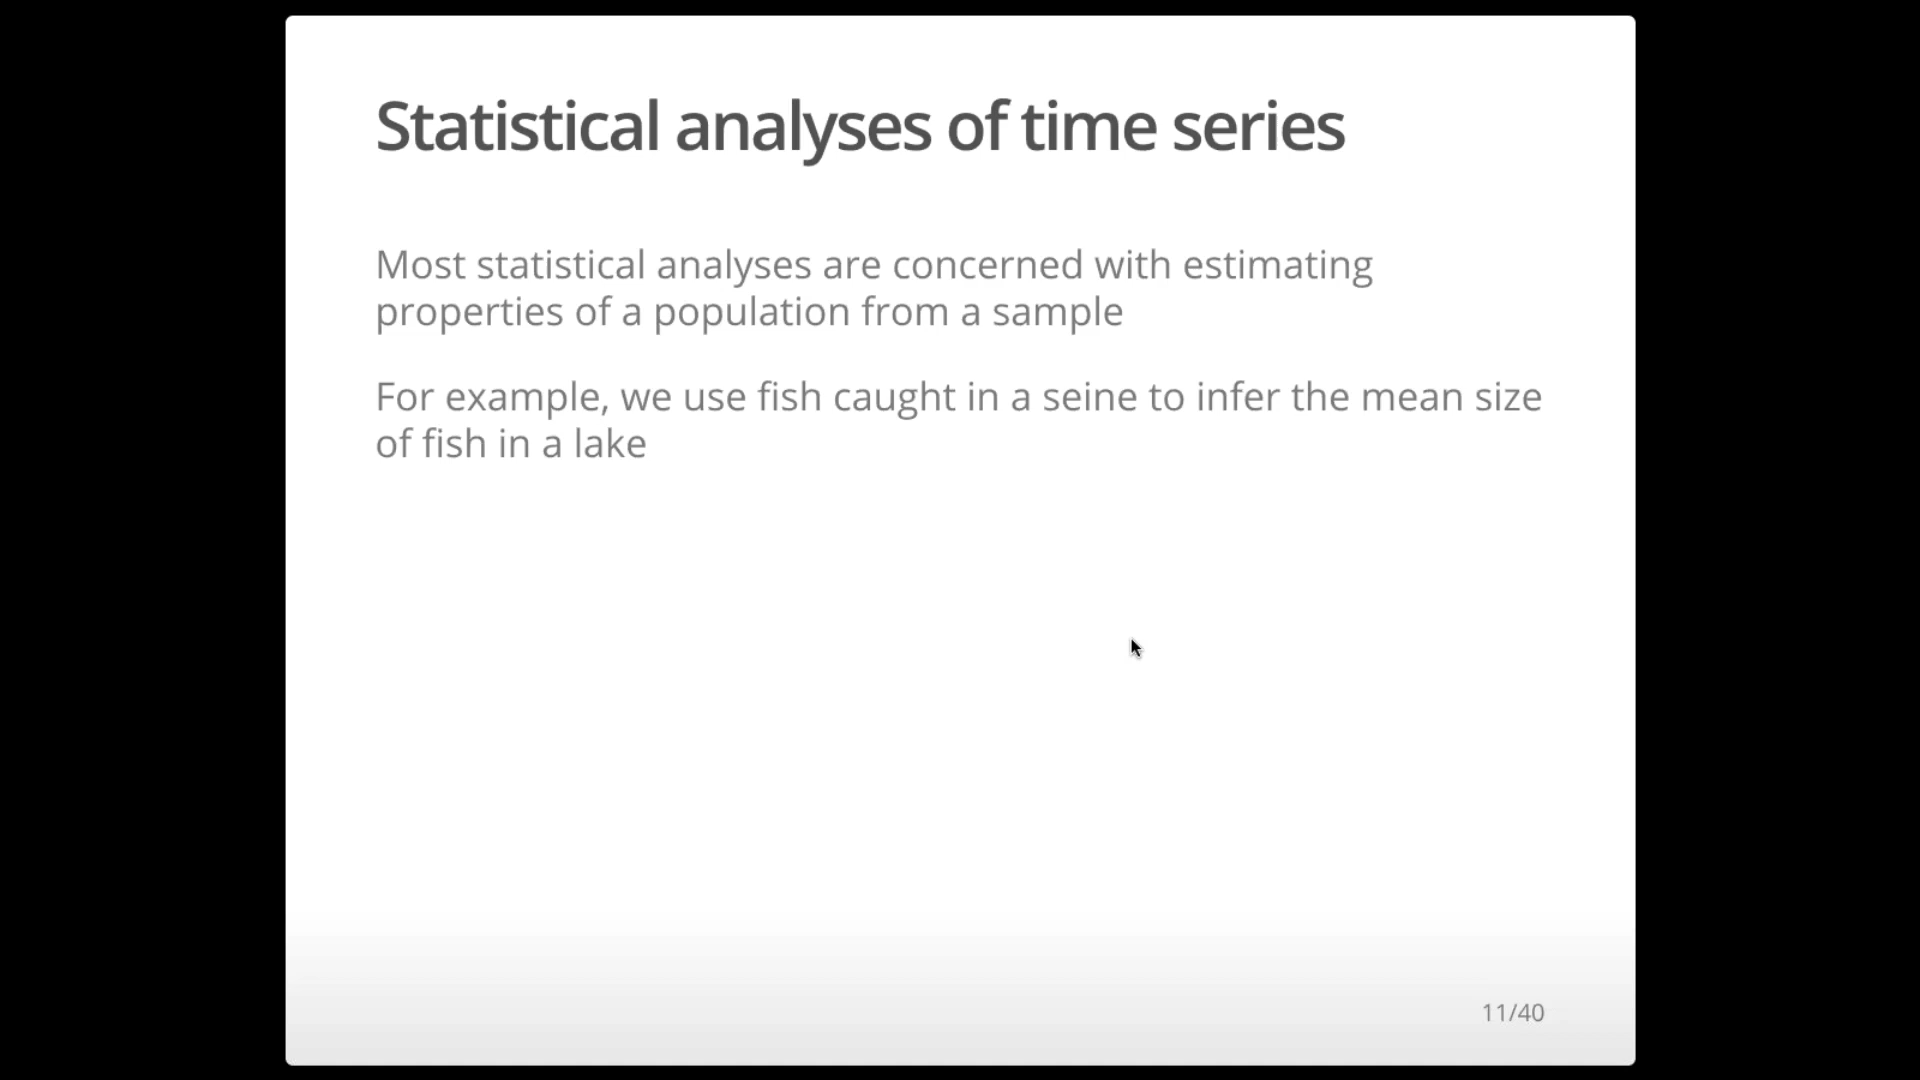 Statistical analyses of time series
Most statistical analyses are concerned with estimating
properties of a population from a sample
For example, we use fish caught in a seine to infer the mean size
of fish in a lake
11/40